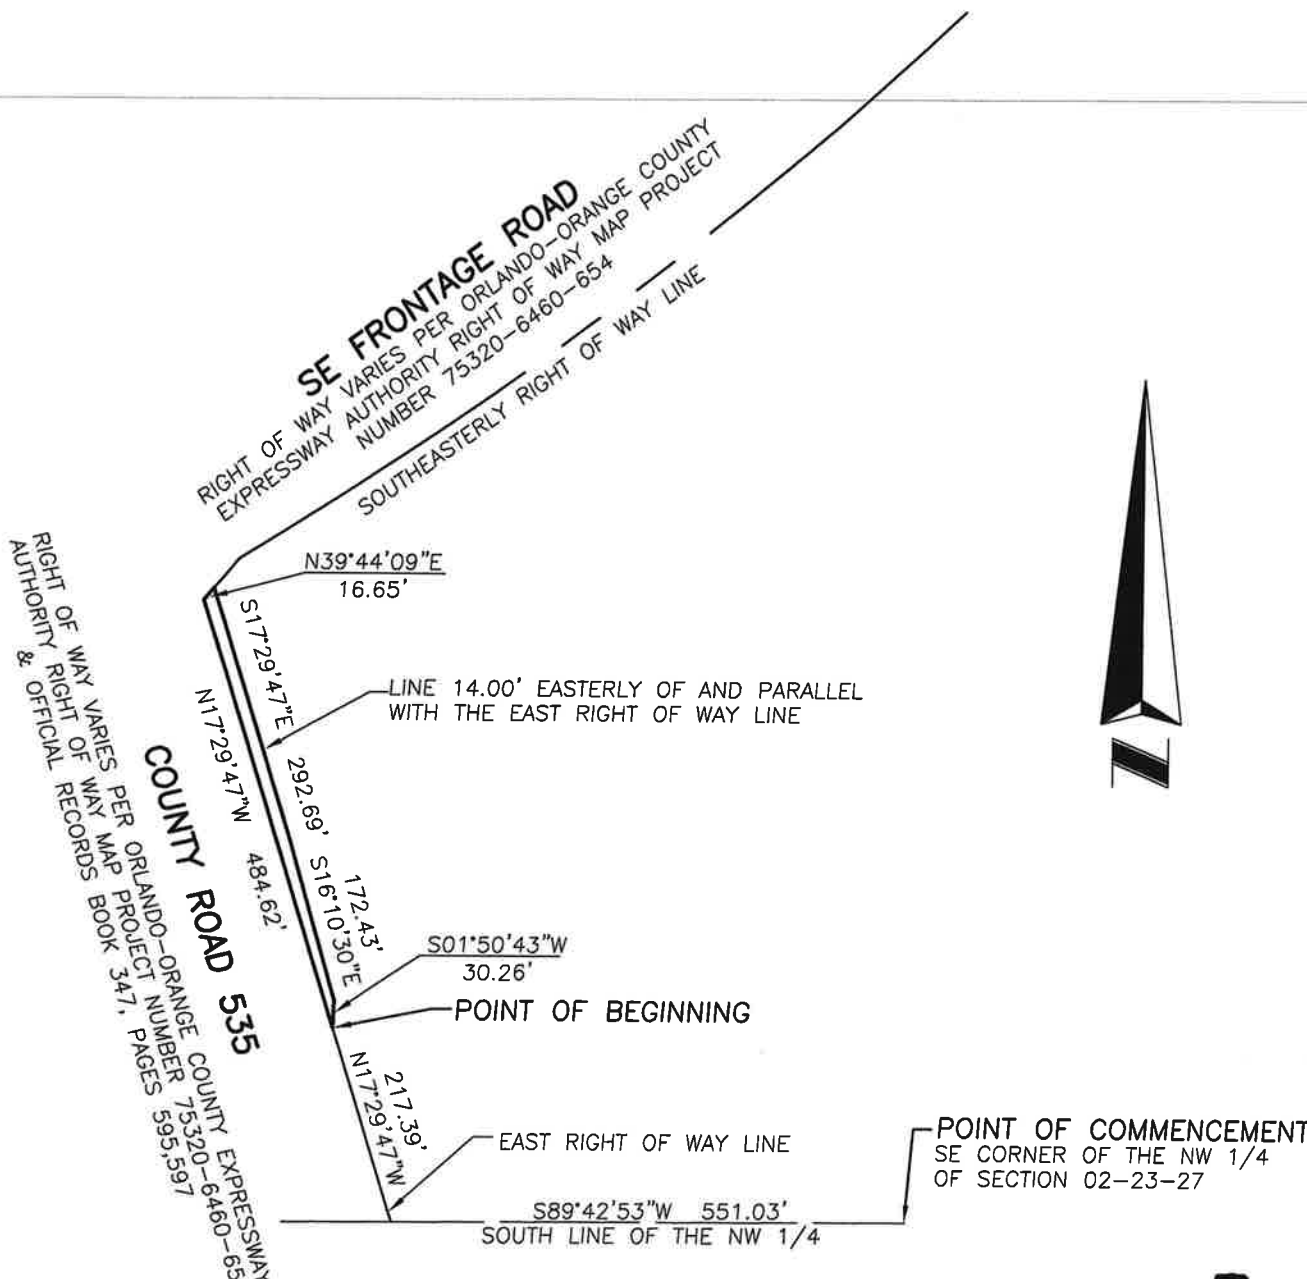 SE FRONTAGE ROAD
RIGHT OF WAY VARIES PER ORLANDO-ORANGE COUNTY
EXPRESSWAY AUTHORITY RIGHT OF WAY MAP PROJECT
NUMBER 75320-6460-654
SOUTHEASTERLY RIGHT OF WAY LINE
N39°44'09"E
16.65'
S17°29'47"E 292.69'
LINE 14.00' EASTERLY OF AND PARALLEL
WITH THE EAST RIGHT OF WAY LINE
N17°29'47"W 484.62'
172.43'
S16°10'30"E
S01°50'43"W
30.26'
POINT OF BEGINNING
COUNTY ROAD 535
RIGHT OF WAY VARIES PER ORLANDO-ORANGE COUNTY EXPRESSWAY
AUTHORITY RIGHT OF WAY MAP PROJECT NUMBER 75320-6460-65
& OFFICIAL RECORDS BOOK 347, PAGES 595,597
217.39'
N17°29'47"W
EAST RIGHT OF WAY LINE
POINT OF COMMENCEMENT
SE CORNER OF THE NW 1/4
OF SECTION 02-23-27
S89°42'53"W 551.03'
SOUTH LINE OF THE NW 1/4
N